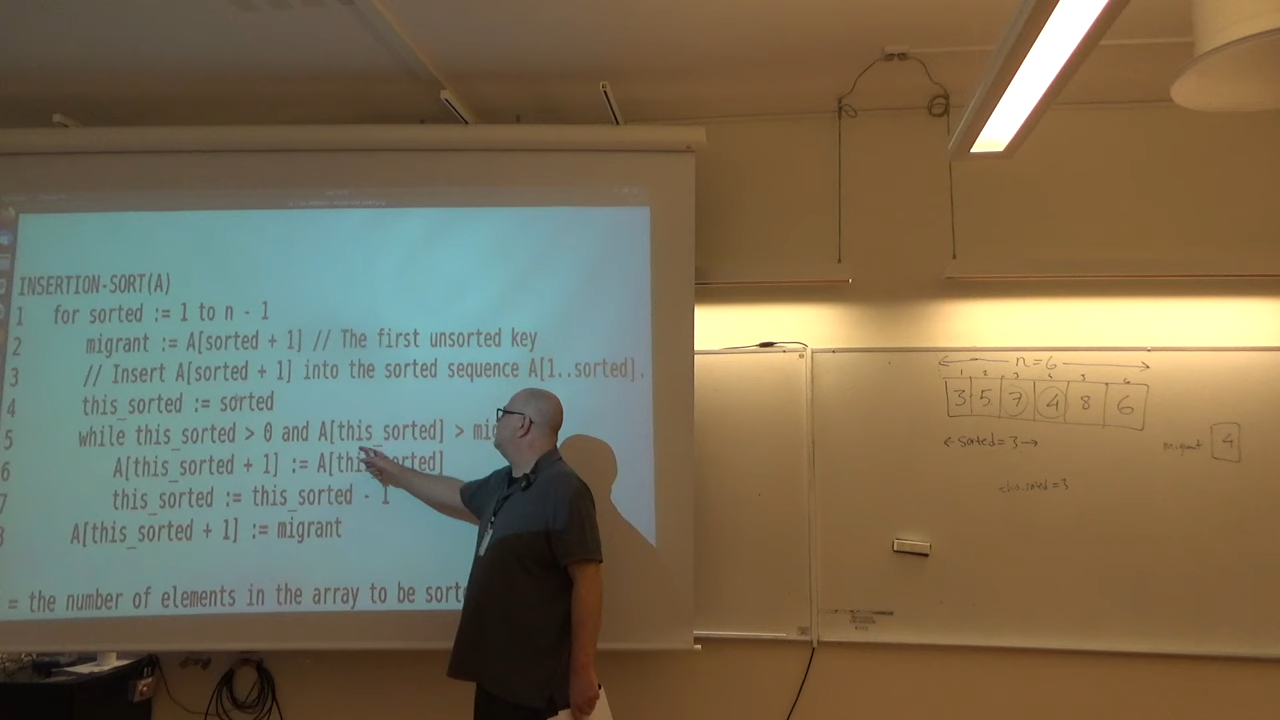 INSERTION-SORT(A)
1 for sorted := 1 to n - 1
2 migrant := A[sorted + 1] // The first unsorted key
3 // Insert A[sorted + 1] into the sorted sequence A[1..sorted].
4 this_sorted := sorted
5 while this_sorted > 0 and A[this_sorted] > mig
6 A[this_sorted + 1] := A[this_sorted]
7 this_sorted := this_sorted - 1
A[this_sorted + 1] := migrant
= the number of elements in the array to be sorte
n=6
1 2 3 4 5 6
3 5 7 4 8 6
sorted = 3
migrant 4
this_sorted = 3